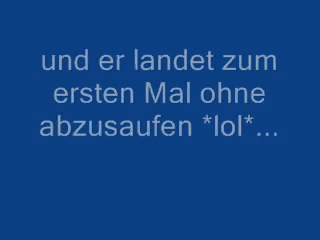 und er landet zum
ersten Mal ohne
abzusaufen *lol*...